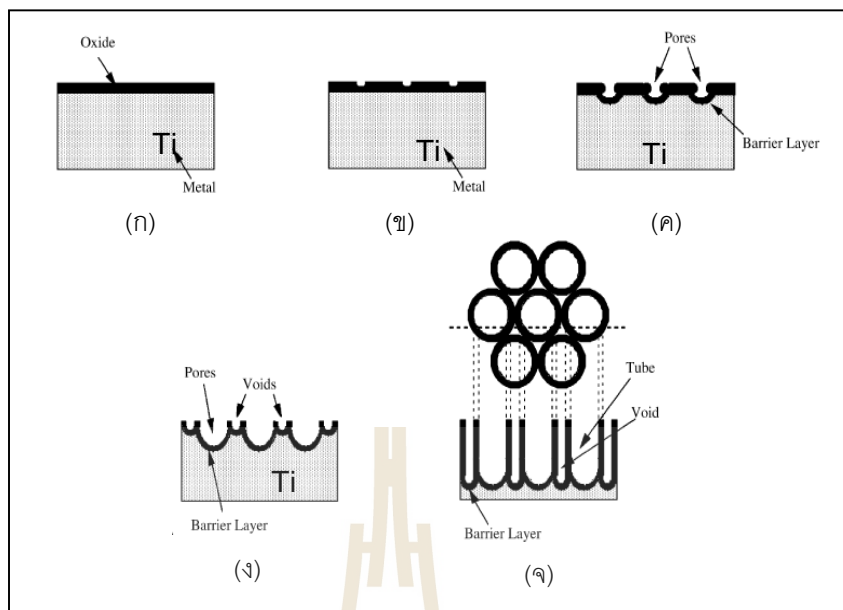 Oxide
Ti
Metal
(ก)
Ti
Metal
(ข)
Pores
Barrier Layer
Ti
(ค)
Pores
Voids
Ti
Barrier Layer
(ง)
Tube
Void
Barrier Layer
(จ)